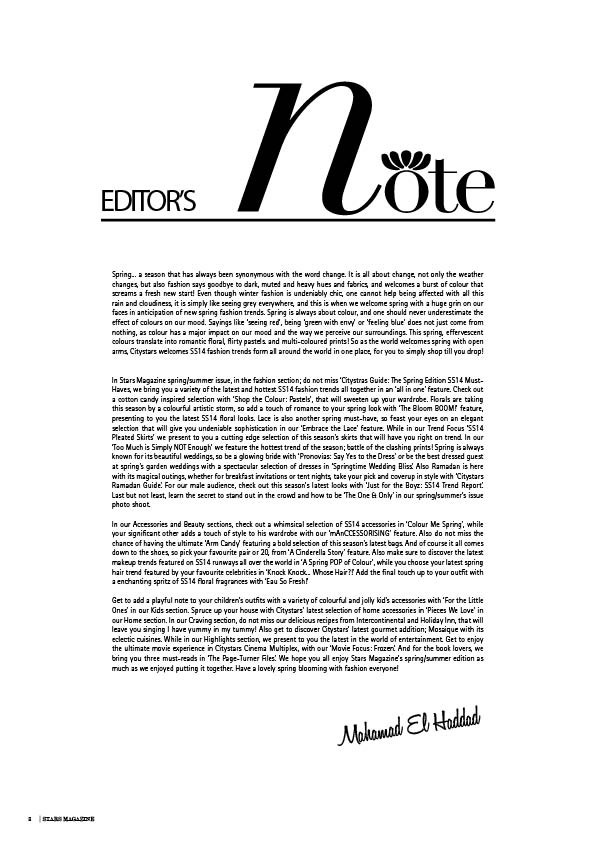 EDITOR'S note
Spring... a season that has always been synonymous with the word change. It is all about change, not only the weather
changes, but also fashion says goodbye to dark, muted and heavy hues and fabrics, and welcomes a burst of colour that
screams a fresh new start! Even though winter fashion is undeniably chic, one cannot help being affected with all this
rain and cloudiness, it is simply like seeing grey everywhere, and this is when we welcome spring with a huge grin on our
faces in anticipation of new spring fashion trends. Spring is always about colour, and one should never underestimate the
effect of colours on our mood. Sayings like 'seeing red', being 'green with envy' or 'feeling blue' does not just come from
nothing, as colour has a major impact on our mood and the way we perceive our surroundings. This spring, effervescent
colours translate into romantic floral, flirty pastels. and multi-coloured prints! So as the world welcomes spring with open
arms, Citystars welcomes SS14 fashion trends form all around the world in one place, for you to simply shop till you drop!
In Stars Magazine spring/summer issue, in the fashion section; do not miss 'Citystras Guide: The Spring Edition SS14 Must-
Haves, we bring you a variety of the latest and hottest SS14 fashion trends all together in an 'all in one' feature. Check out
a cotton candy inspired selection with 'Shop the Colour: Pastels', that will sweeten up your wardrobe. Florals are taking
this season by a colourful artistic storm, so add a touch of romance to your spring look with 'The Bloom BOOM!' feature,
presenting to you the latest SS14 floral looks. Lace is also another spring must-have, so feast your eyes on an elegant
selection that will give you undeniable sophistication in our 'Embrace the Lace' feature. While in our Trend Focus 'SS14
Pleated Skirts' we present to you a cutting edge selection of this season's skirts that will have you right on trend. In our
'Too Much is Simply NOT Enough' we feature the hottest trend of the season; battle of the clashing prints! Spring is always
known for its beautiful weddings, so be a glowing bride with 'Pronovias: Say Yes to the Dress' or be the best dressed guest
at spring's garden weddings with a spectacular selection of dresses in 'Springtime Wedding Bliss'. Also Ramadan is here
with its magical outings, whether for breakfast invitations or tent nights, take your pick and coverup in style with 'Citystars
Ramadan Guide'. For our male audience, check out this season's latest looks with 'Just for the Boyz: SS14 Trend Report'.
Last but not least, learn the secret to stand out in the crowd and how to be 'The One & Only' in our spring/summer's issue
photo shoot.
In our Accessories and Beauty sections, check out a whimsical selection of SS14 accessories in 'Colour Me Spring', while
your significant other adds a touch of style to his wardrobe with our 'mAnCCESSORISING' feature. Also do not miss the
chance of having the ultimate 'Arm Candy' featuring a bold selection of this season's latest bags. And of course it all comes
down to the shoes, so pick your favourite pair or 20, from 'A Cinderella Story' feature. Also make sure to discover the latest
makeup trends featured on SS14 runways all over the world in 'A Spring POP of Colour', while you choose your latest spring
hair trend featured by your favourite celebrities in 'Knock Knock... Whose Hair?!' Add the final touch up to your outfit with
a enchanting spritz of SS14 floral fragrances with 'Eau So Fresh!'
Get to add a playful note to your children's outfits with a variety of colourful and jolly kid's accessories with 'For the Little
Ones' in our Kids section. Spruce up your house with Citystars' latest selection of home accessories in 'Pieces We Love' in
our Home section. In our Craving section, do not miss our delicious recipes from Intercontinental and Holiday Inn, that will
leave you singing I have yummy in my tummy! Also get to discover Citystars' latest gourmet addition; Mosaique with its
eclectic cuisines. While in our Highlights section, we present to you the latest in the world of entertainment. Get to enjoy
the ultimate movie experience in Citystars Cinema Multiplex, with our 'Movie Focus: Frozen'. And for the book lovers, we
bring you three must-reads in 'The Page-Turner Files'. We hope you all enjoy Stars Magazine's spring/summer edition as
much as we enjoyed putting it together. Have a lovely spring blooming with fashion everyone!
Mahamad El Haddad
8 | STARS MAGAZINE